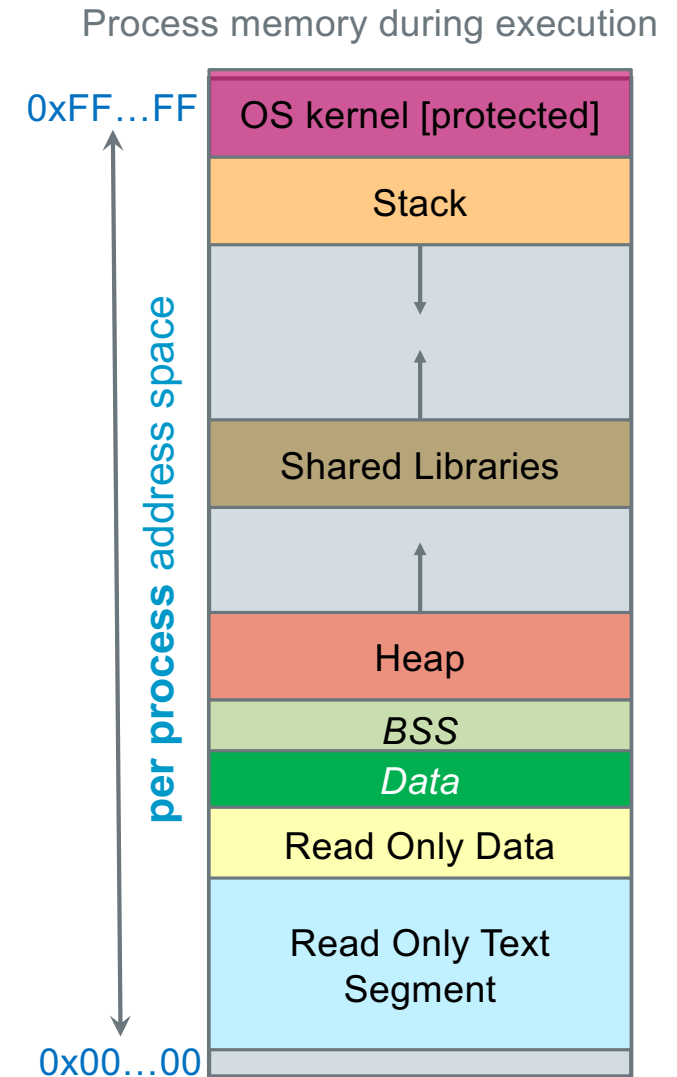 Process memory during execution
0xFF…FF
OS kernel [protected]
Stack
per process address space
Shared Libraries
Heap
BSS
Data
Read Only Data
Read Only Text
Segment
0x00…00